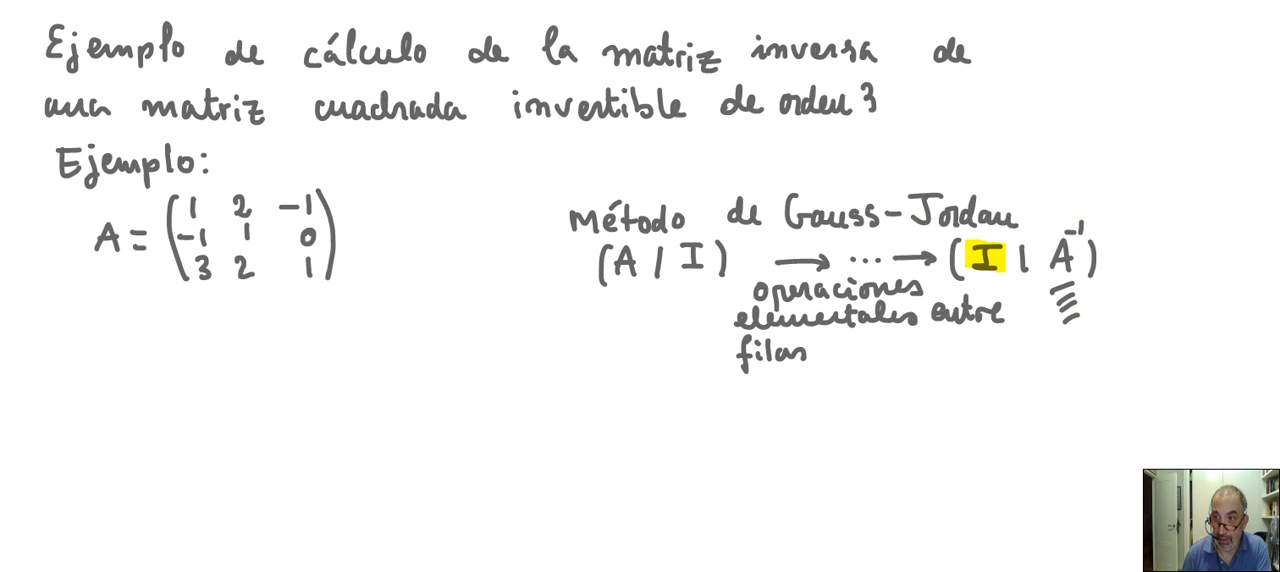 Ejemplo de cálculo de la matriz inversa de
una matriz cuadrada invertible de orden 3
Ejemplo:
A = ( 1 2 -1
-1 1 0
3 2 1 )
Método de Gauss-Jordan
(A | I) → ... → ( I | A⁻¹)
operaciones
elementales entre
filas